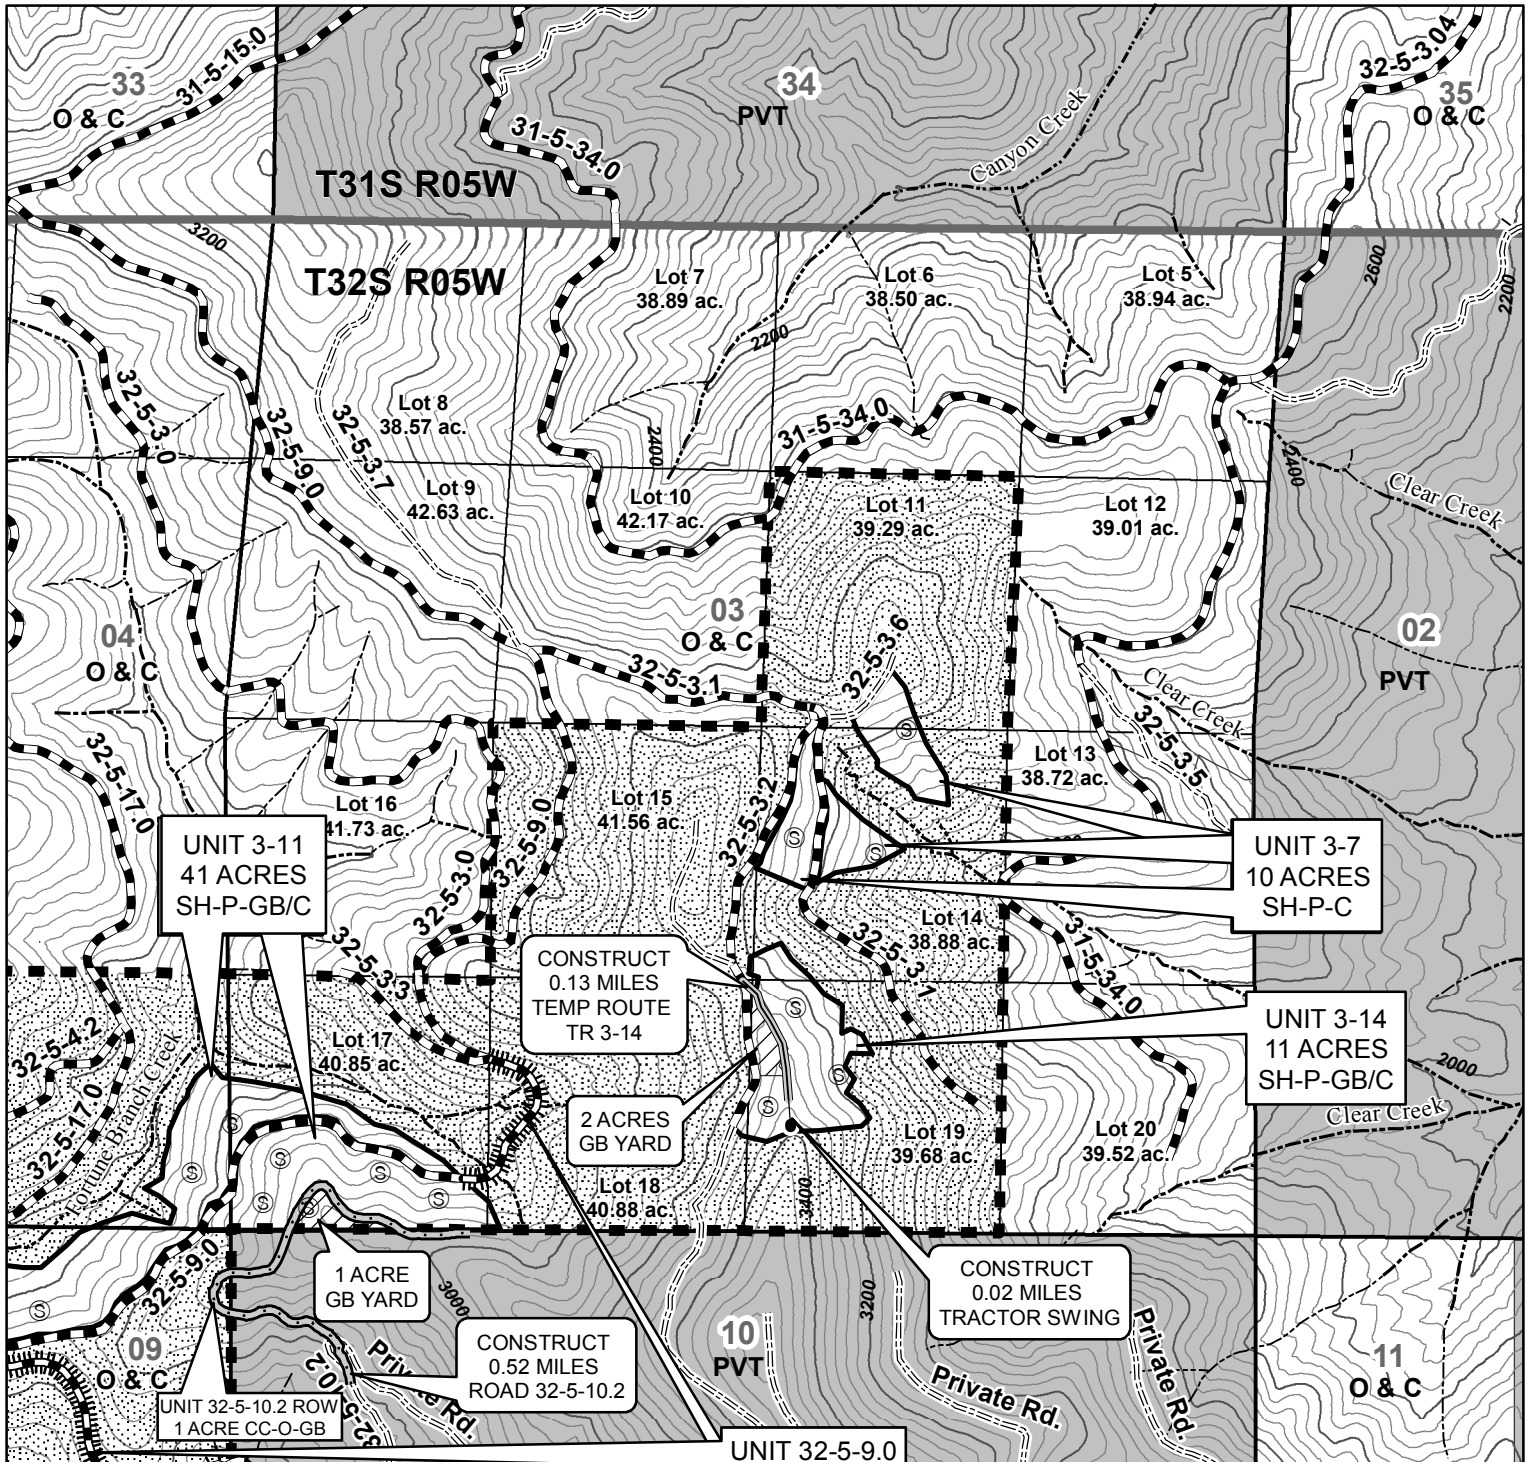 33
O & C
31-5-15.0
34
PVT
32-5-3.04
35
O & C
31-5-34.0
Canyon Creek
T31S R05W
3200
T32S R05W
Lot 7
38.89 ac.
Lot 6
38.50 ac.
Lot 5
38.94 ac.
2600
2200
2200
32-5-3.0
32-5-9.0
32-5-3.7
Lot 8
38.57 ac.
2400
31-5-34.0
2400
Lot 9
42.63 ac.
Lot 10
42.17 ac.
Lot 11
39.29 ac.
Lot 12
39.01 ac.
Clear Creek
04
O & C
03
O & C
32-5-3.1
32-5-3.6
02
PVT
Clear Creek
32-5-3.5
32-5-17.0
Lot 16
41.73 ac.
32-5-9.0
Lot 15
41.56 ac.
32-5-3.2
S
Lot 13
38.72 ac.
UNIT 3-11
41 ACRES
SH-P-GB/C
32-5-3.0
S
S
UNIT 3-7
10 ACRES
SH-P-C
32-5-3.3
Lot 14
38.88 ac.
32-5-3.1
31-5-34.0
CONSTRUCT
0.13 MILES
TEMP ROUTE
TR 3-14
S
32-5-4.2
Lot 17
40.85 ac.
UNIT 3-14
11 ACRES
SH-P-GB/C
2000
32-5-17.0
Fortune Branch Creek
S
2 ACRES
GB YARD
S
S
Clear Creek
Lot 19
39.68 ac.
Lot 20
39.52 ac.
S
S
S
S
S
S
Lot 18
40.88 ac.
3400
32-5-9.0
S
1 ACRE
GB YARD
3000
CONSTRUCT
0.02 MILES
TRACTOR SWING
3200
09
O & C
CONSTRUCT
0.52 MILES
ROAD 32-5-10.2
10
PVT
11
O & C
UNIT 32-5-10.2 ROW
1 ACRE CC-O-GB
Private Rd.
Private Rd.
Private Rd.
UNIT 32-5-9.0